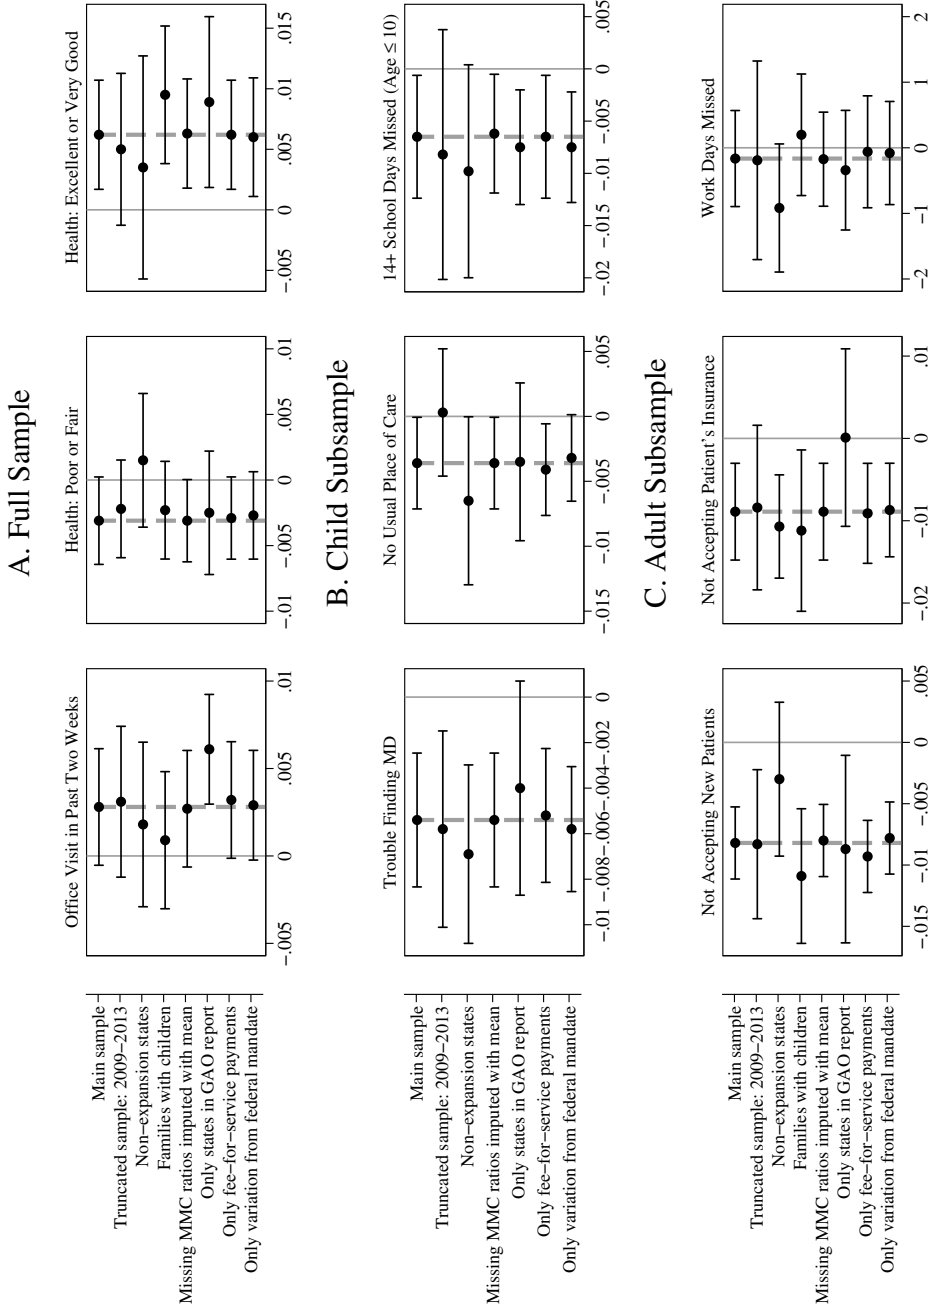 A. Full Sample
Office Visit in Past Two Weeks
Health: Poor or Fair
Health: Excellent or Very Good
Main sample
Truncated sample: 2009−2013
Non−expansion states
Families with children
Missing MMC ratios imputed with mean
Only states in GAO report
Only fee−for−service payments
Only variation from federal mandate
−.005 0 .005 .01
−.01 −.005 0 .005 .01
−.005 0 .005 .01 .015
B. Child Subsample
Trouble Finding MD
No Usual Place of Care
14+ School Days Missed (Age ≤ 10)
Main sample
Truncated sample: 2009−2013
Non−expansion states
Missing MMC ratios imputed with mean
Only states in GAO report
Only fee−for−service payments
Only variation from federal mandate
−.01 −.008 −.006 −.004 −.002 0
−.015 −.01 −.005 0 .005
−.02 −.015 −.01 −.005 0 .005
C. Adult Subsample
Not Accepting New Patients
Not Accepting Patient's Insurance
Work Days Missed
Main sample
Truncated sample: 2009−2013
Non−expansion states
Families with children
Missing MMC ratios imputed with mean
Only states in GAO report
Only fee−for−service payments
Only variation from federal mandate
−.015 −.01 −.005 0 .005
−.02 −.01 0 .01
−2 −1 0 1 2